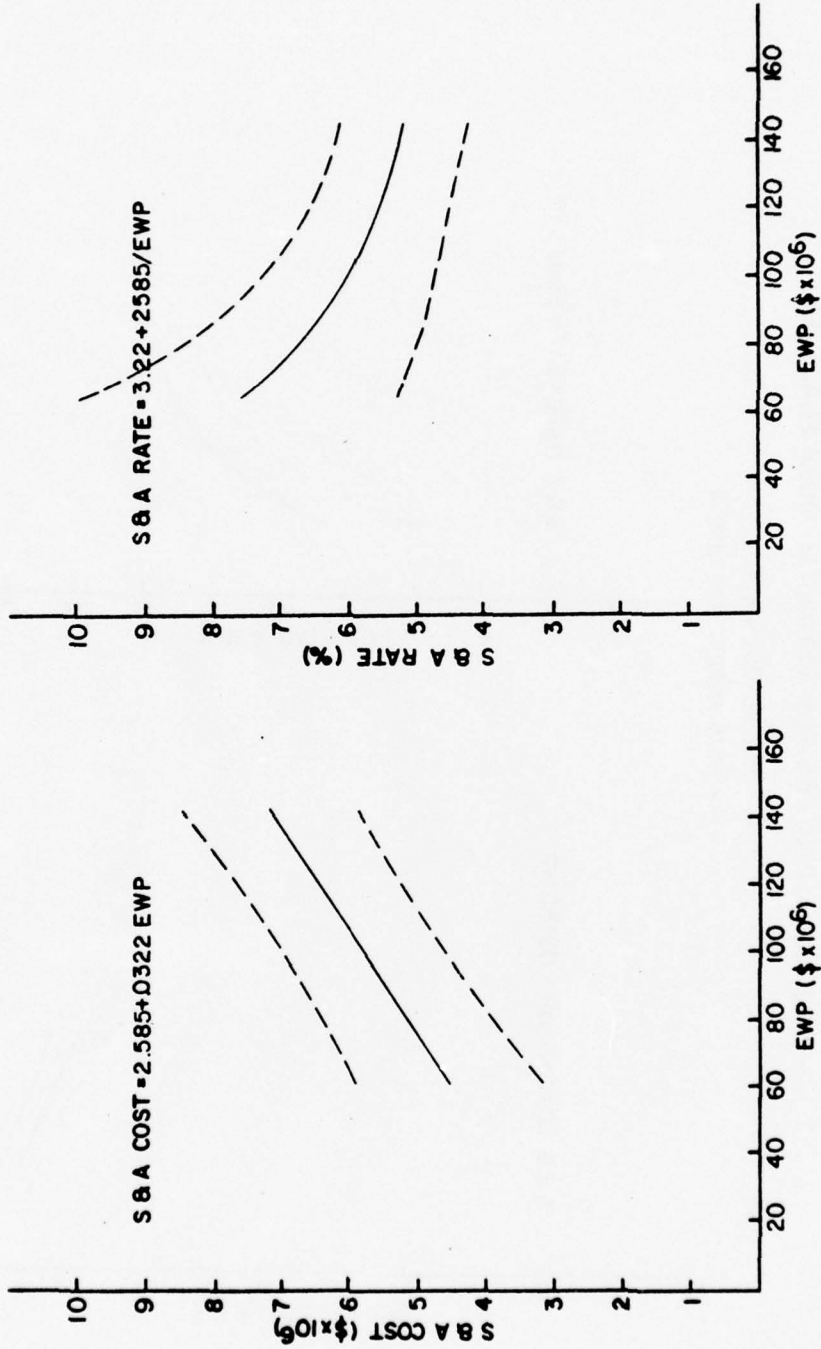 S & A COST = 2.585+.0322 EWP
S & A COST ($x10⁶)
10
9
8
7
6
5
4
3
2
1
20 40 60 80 100 120 140 160
EWP ($x10⁶)
S & A RATE = 3.22+2585/EWP
S & A RATE (%)
10
9
8
7
6
5
4
3
2
1
20 40 60 80 100 120 140 160
EWP ($x10⁶)